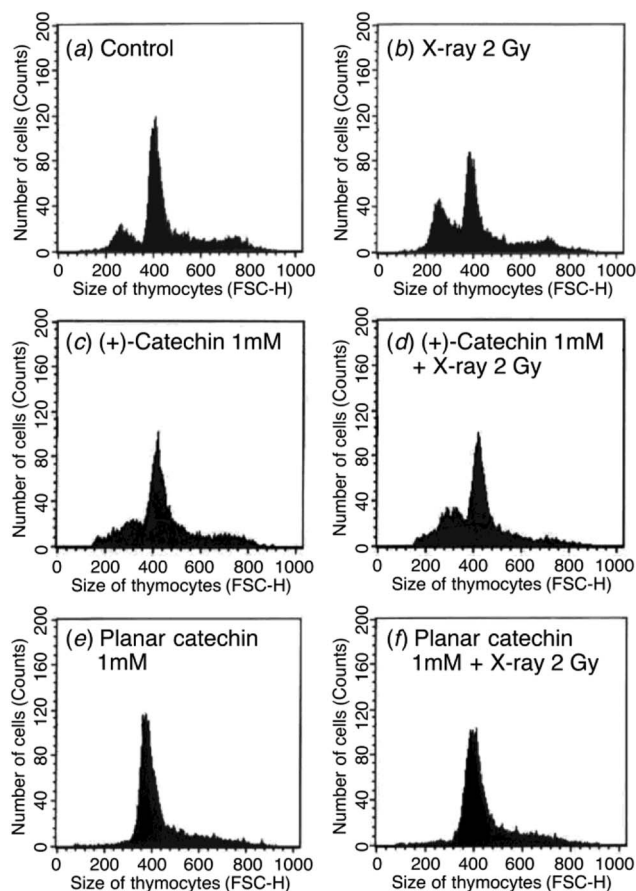 (a) Control
Number of cells (Counts)
0 40 80 120 160 200
0 200 400 600 800 1000
Size of thymocytes (FSC-H)
(b) X-ray 2 Gy
Number of cells (Counts)
0 40 80 120 160 200
0 200 400 600 800 1000
Size of thymocytes (FSC-H)
(c) (+)-Catechin 1mM
Number of cells (Counts)
0 40 80 120 160 200
0 200 400 600 800 1000
Size of thymocytes (FSC-H)
(d) (+)-Catechin 1mM
+ X-ray 2 Gy
Number of cells (Counts)
0 40 80 120 160 200
0 200 400 600 800 1000
Size of thymocytes (FSC-H)
(e) Planar catechin
1mM
Number of cells (Counts)
0 40 80 120 160 200
0 200 400 600 800 1000
Size of thymocytes (FSC-H)
(f) Planar catechin
1mM + X-ray 2 Gy
Number of cells (Counts)
0 40 80 120 160 200
0 200 400 600 800 1000
Size of thymocytes (FSC-H)